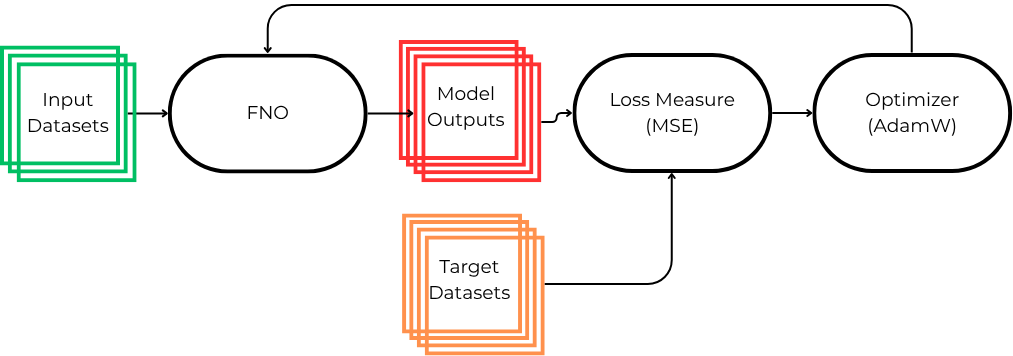 Input
Datasets
FNO
Model
Outputs
Loss Measure
(MSE)
Optimizer
(AdamW)
Target
Datasets